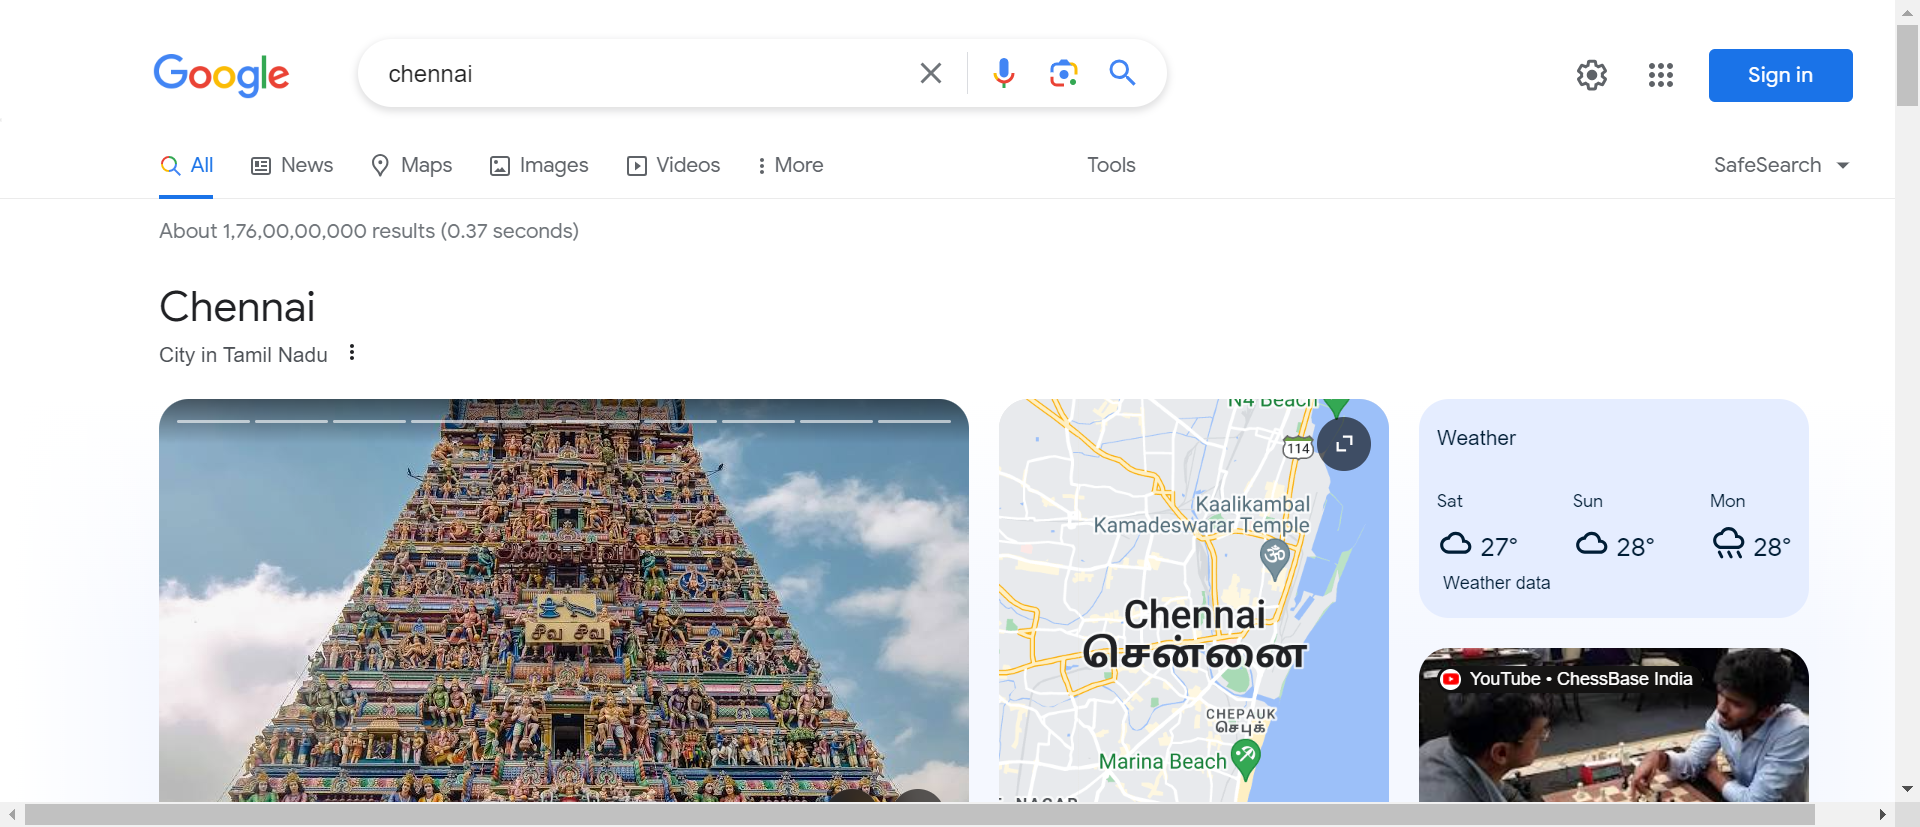 Google
chennai
Sign in
All
News
Maps
Images
Videos
More
Tools
SafeSearch
About 1,76,00,00,000 results (0.37 seconds)
Chennai
City in Tamil Nadu
சிவ சிவ
N4 Beach
114
Kaalikambal
Kamadeswarar Temple
Chennai
சென்னை
CHEPAUK
செபுக்
Marina Beach
Weather
Sat
Sun
Mon
27°
28°
28°
Weather data
YouTube • ChessBase India